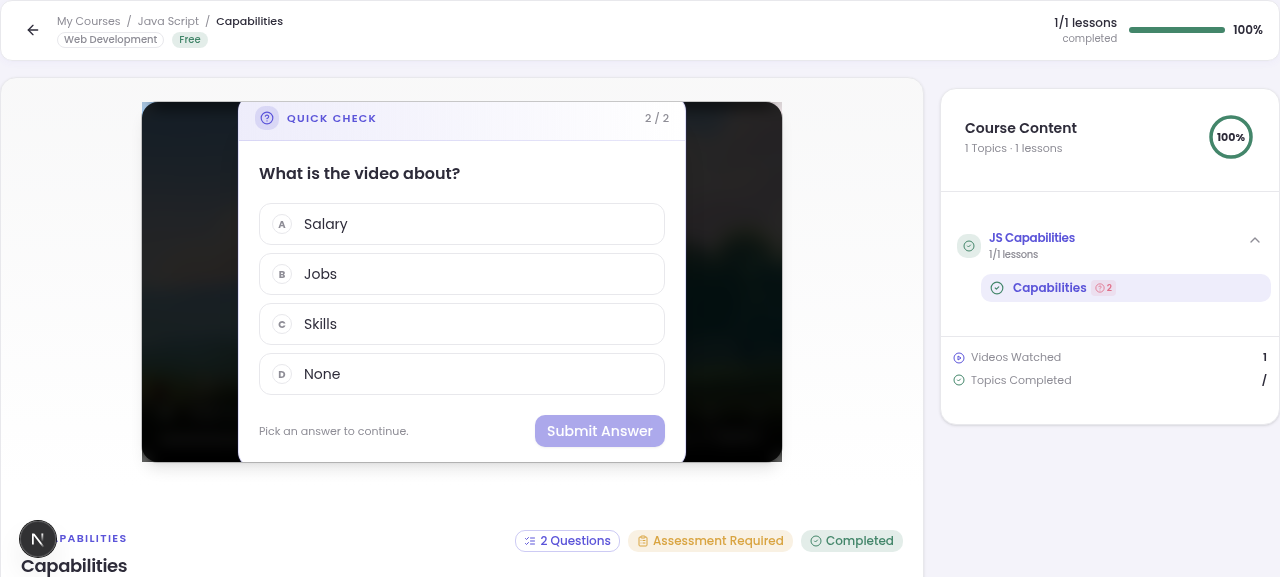 My Courses / Java Script / Capabilities
Web Development Free
1/1 lessons
completed
100%
QUICK CHECK 2 / 2
What is the video about?
A Salary
B Jobs
C Skills
D None
Pick an answer to continue. Submit Answer
Course Content
1 Topics · 1 lessons
100%
JS Capabilities
1/1 lessons
Capabilities 2
Videos Watched 1
Topics Completed /
N PABILITIES
2 Questions Assessment Required Completed
Capabilities